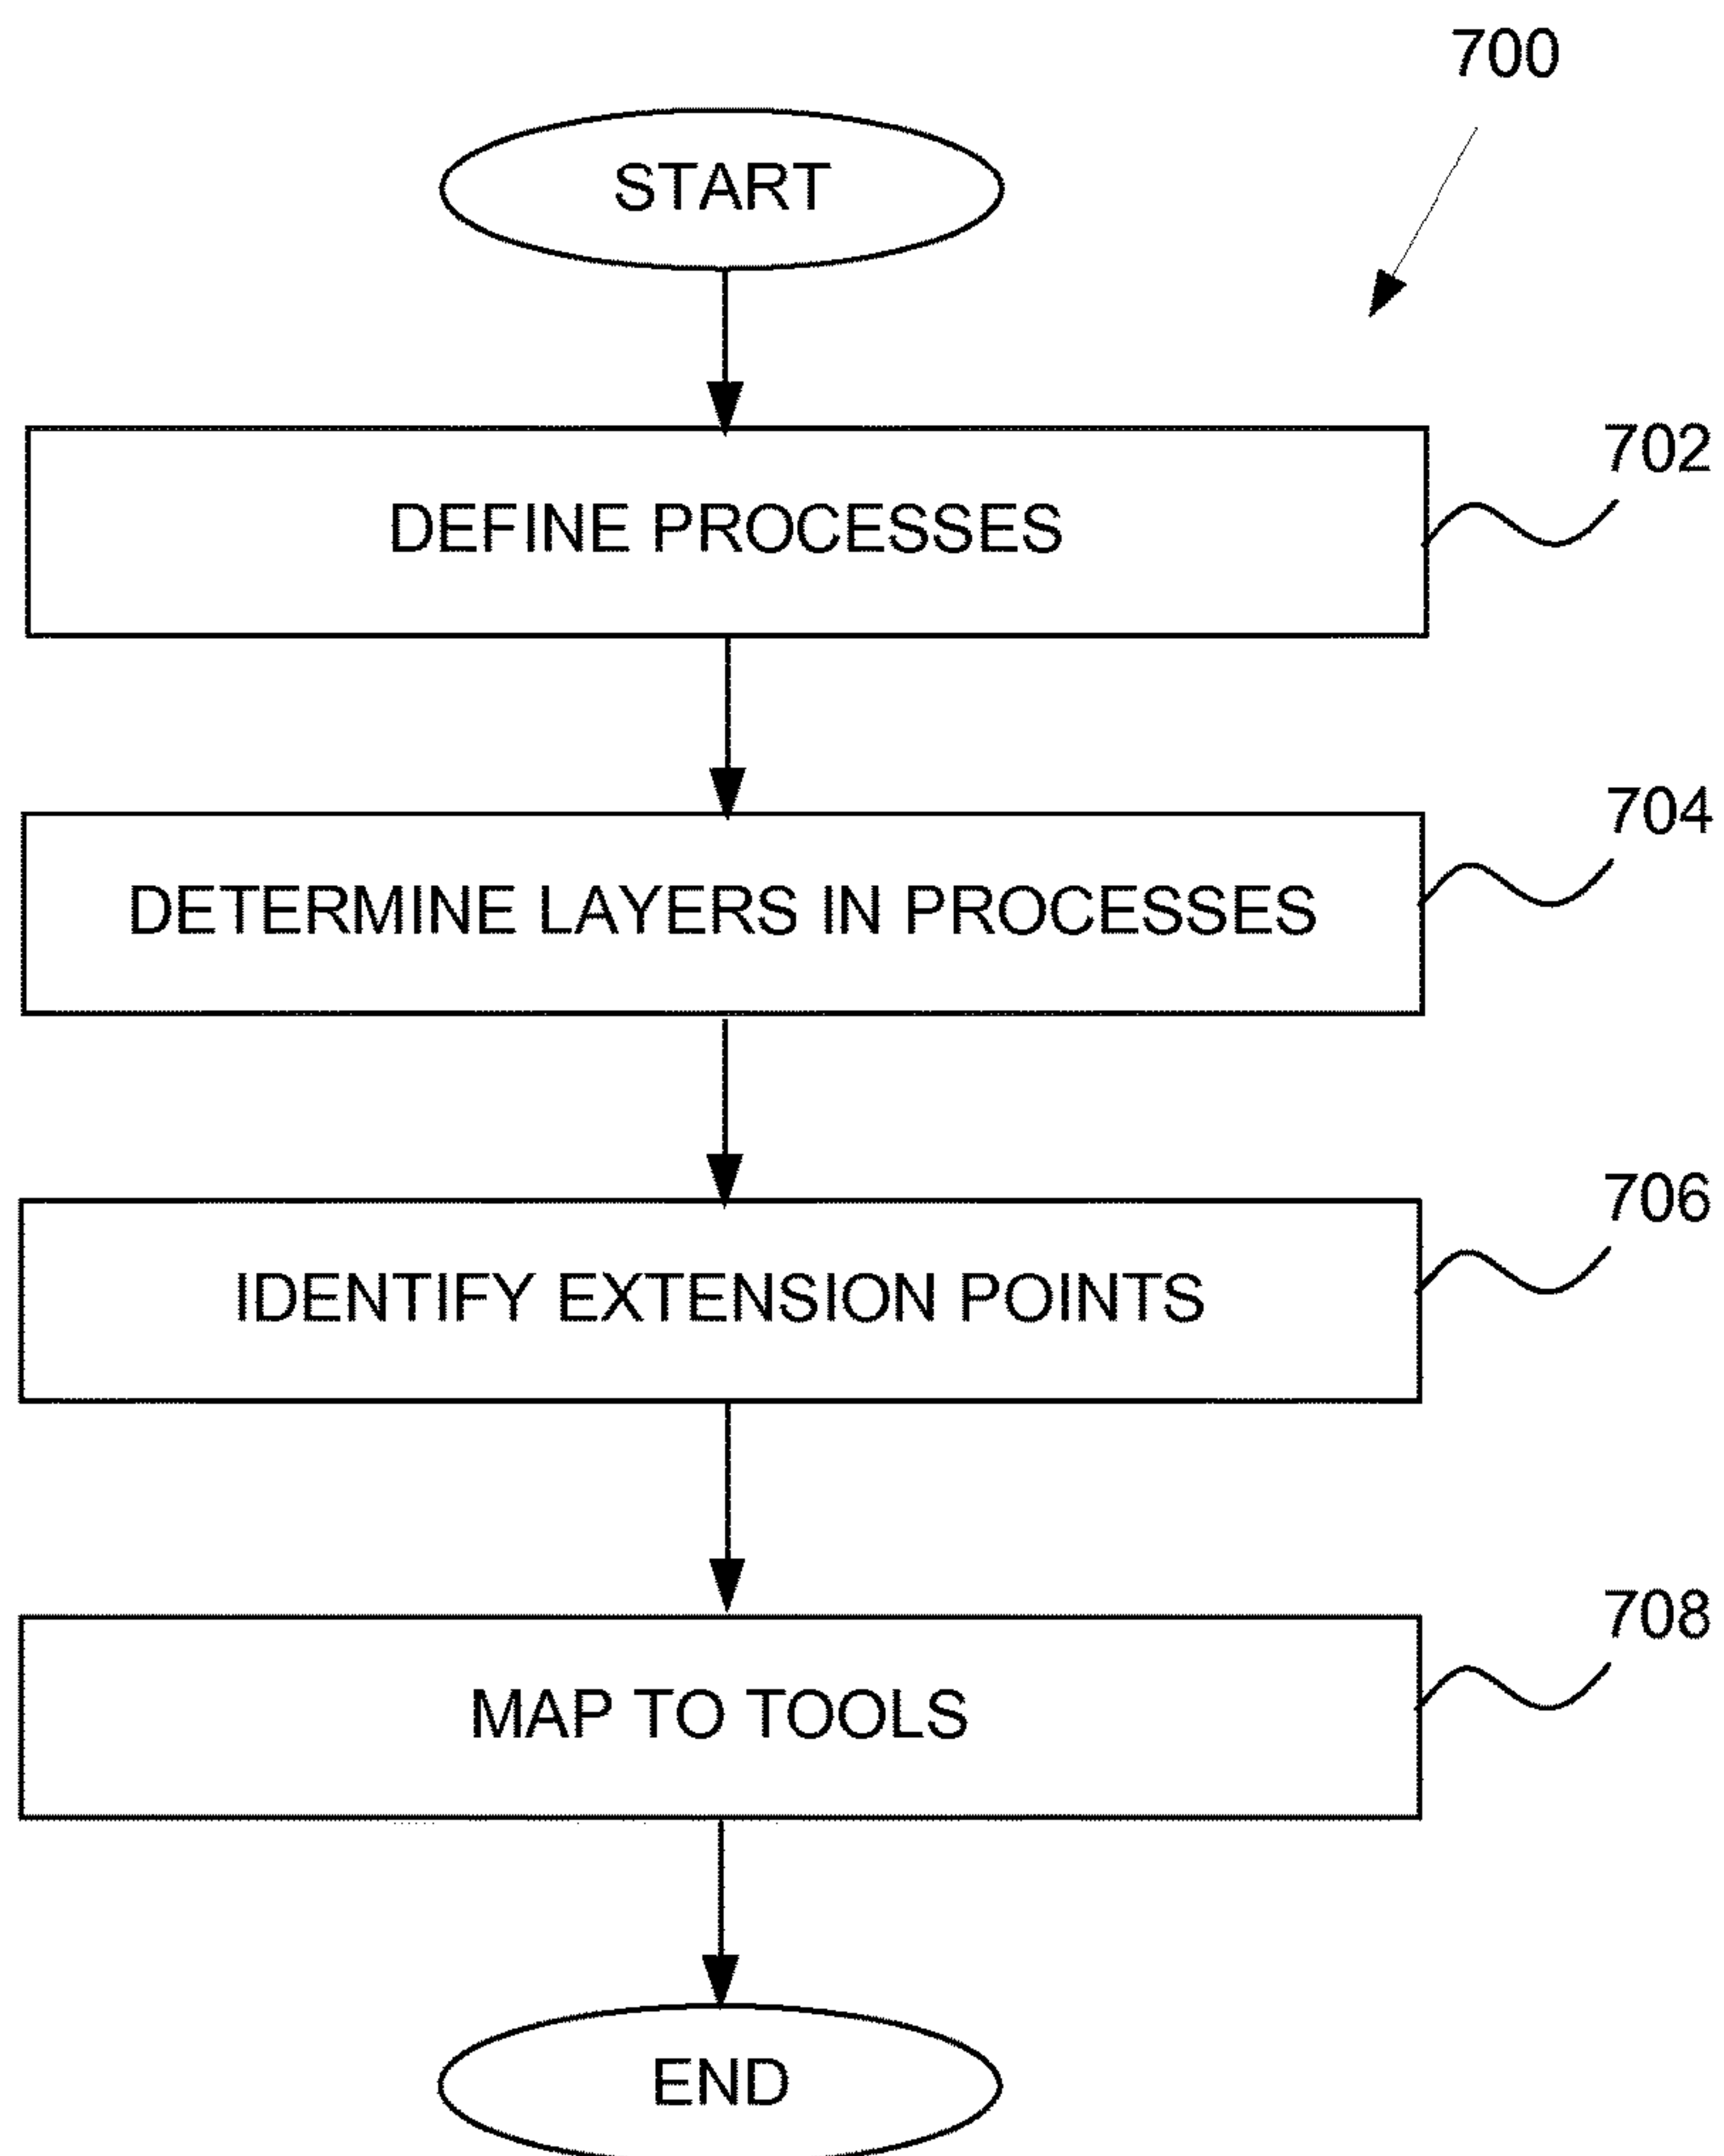 700
START
DEFINE PROCESSES
702
DETERMINE LAYERS IN PROCESSES
704
IDENTIFY EXTENSION POINTS
706
MAP TO TOOLS
708
END